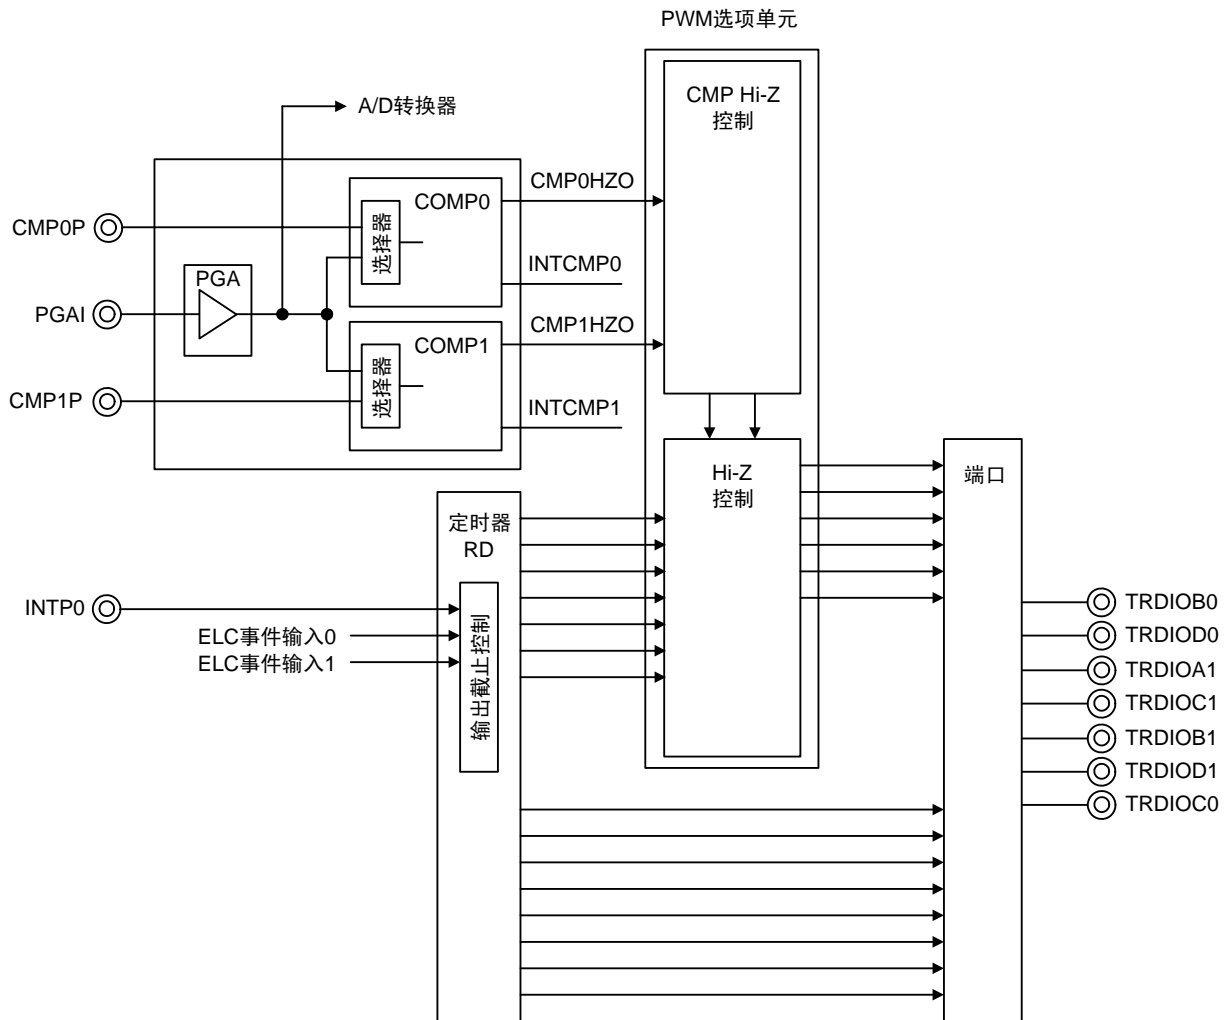 PWM选项单元
CMP Hi-Z
控制
A/D转换器
CMP0HZO
COMP0
CMP0P
选择器
INTCMP0
PGA
PGAI
CMP1HZO
COMP1
选择器
CMP1P
INTCMP1
Hi-Z
控制
端口
定时器
RD
INTP0
ELC事件输入0
ELC事件输入1
输出截止控制
TRDIOB0
TRDIOD0
TRDIOA1
TRDIOC1
TRDIOB1
TRDIOD1
TRDIOC0